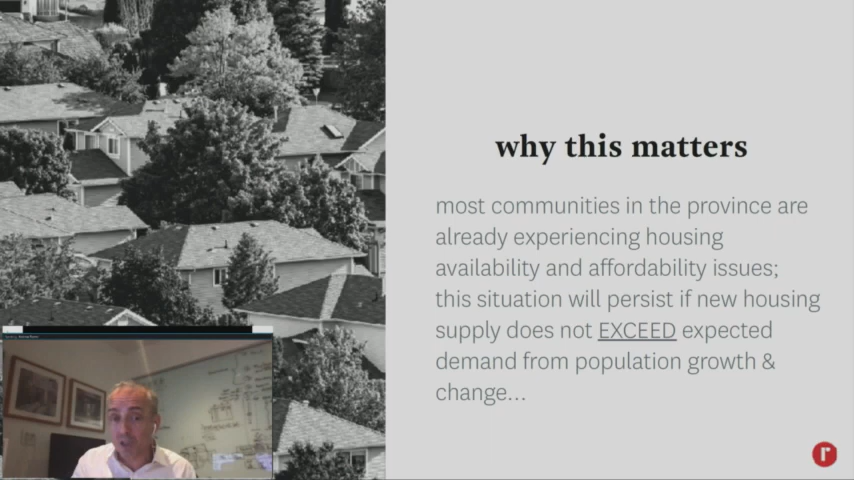 why this matters
most communities in the province are
already experiencing housing
availability and affordability issues;
this situation will persist if new housing
supply does not EXCEED expected
demand from population growth &
change...
r